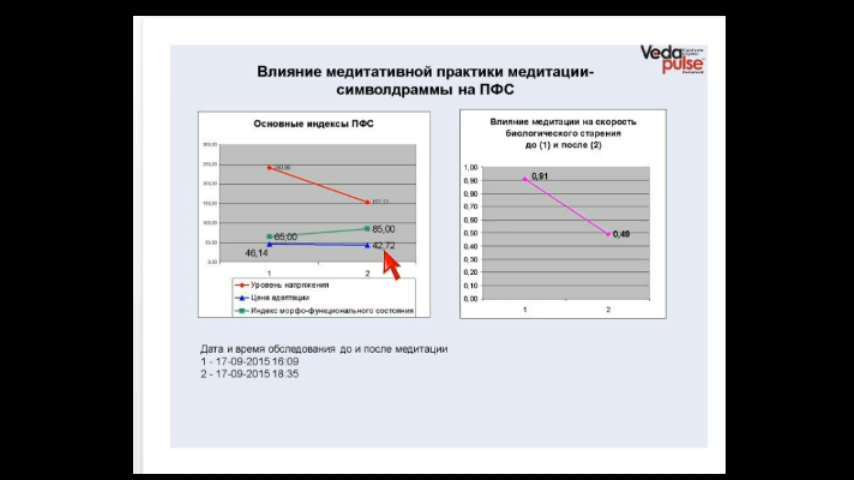 Veda
pulse
Влияние медитативной практики медитации-
символдраммы на ПФС
Основные индексы ПФС
65,00
85,00
46,14
42,72
1
2
Уровень напряжения
Цена адаптации
Индекс морфо-функционального состояния
Влияние медитации на скорость
биологического старения
до (1) и после (2)
1,00
0,90
0,80
0,70
0,60
0,50
0,40
0,30
0,20
0,10
0,00
0,91
0,49
1
2
Дата и время обследования до и после медитации
1 - 17-09-2015 16:09
2 - 17-09-2015 18:35